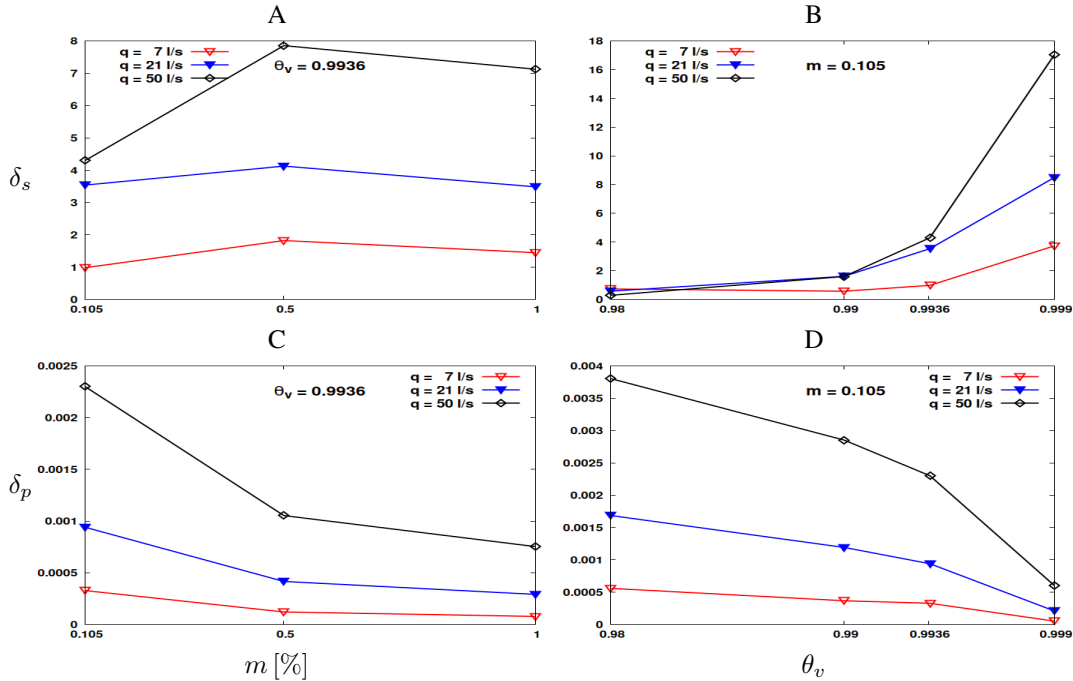 A
B
8
7
6
5
4
3
2
1
0
q = 7 l/s
q = 21 l/s
q = 50 l/s
θv = 0.9936
0.105
0.5
1
δs
18
16
14
12
10
8
6
4
2
0
q = 7 l/s
q = 21 l/s
q = 50 l/s
m = 0.105
0.98
0.99
0.9936
0.999
C
D
0.0025
0.002
0.0015
0.001
0.0005
0
θv = 0.9936
q = 7 l/s
q = 21 l/s
q = 50 l/s
0.105
0.5
1
δp
m [%]
0.004
0.0035
0.003
0.0025
0.002
0.0015
0.001
0.0005
0
m = 0.105
q = 7 l/s
q = 21 l/s
q = 50 l/s
0.98
0.99
0.9936
0.999
θv